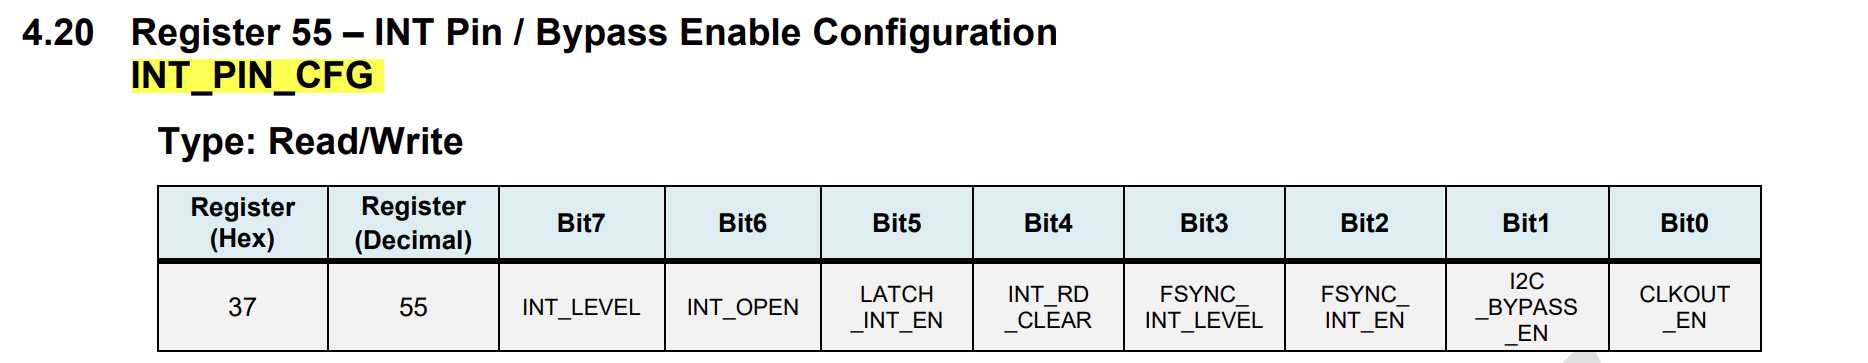 4.20 Register 55 – INT Pin / Bypass Enable Configuration
INT_PIN_CFG
Type: Read/Write
Register (Hex) Register (Decimal) Bit7 Bit6 Bit5 Bit4 Bit3 Bit2 Bit1 Bit0
37 55 INT_LEVEL INT_OPEN LATCH _INT_EN INT_RD _CLEAR FSYNC_ INT_LEVEL FSYNC_ INT_EN I2C _BYPASS _EN CLKOUT _EN